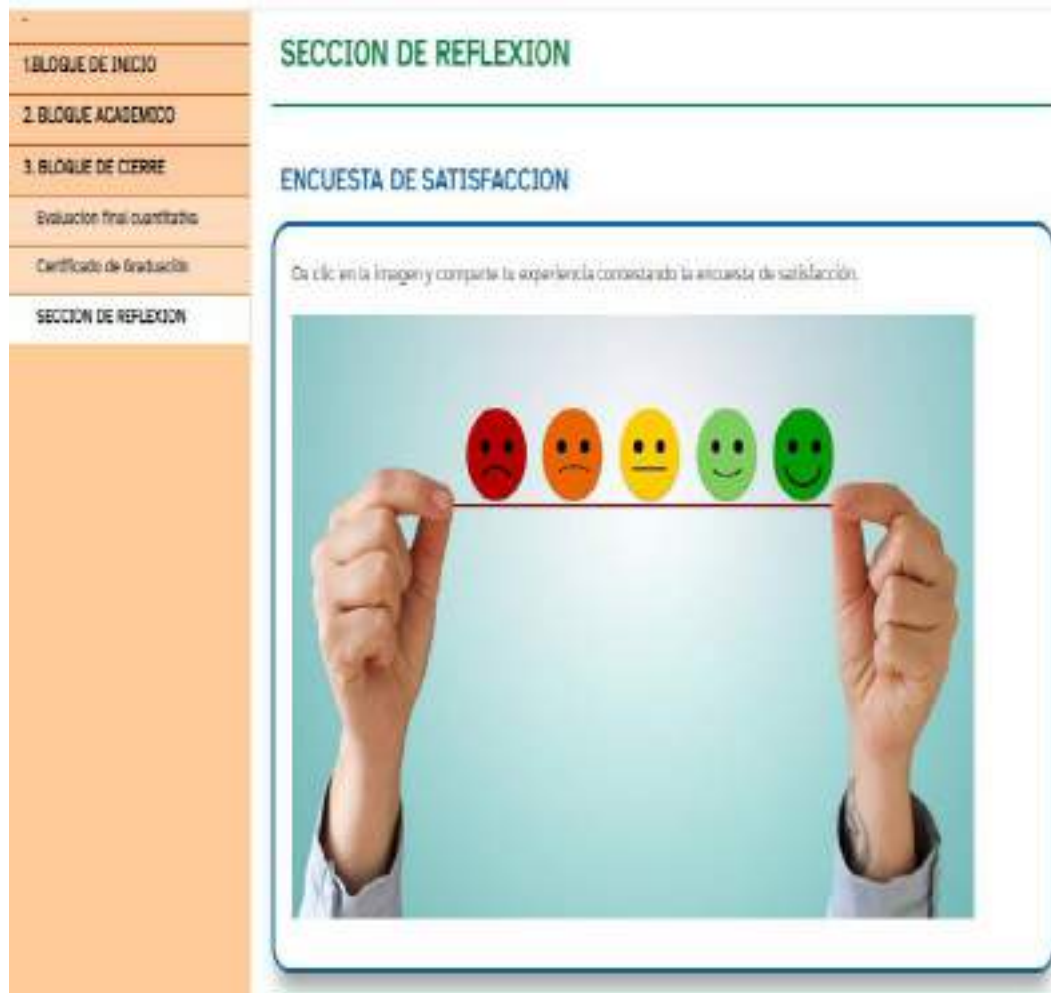 1.BLOQUE DE INICIO
2. BLOQUE ACADEMICO
3. BLOQUE DE CIERRE
Evaluacion final cuantitativa
Certificado de Graduación
SECCION DE REFLEXION
SECCION DE REFLEXION
ENCUESTA DE SATISFACCION
Da clic en la imagen y comparte tu experiencia contestando la encuesta de satisfacción.